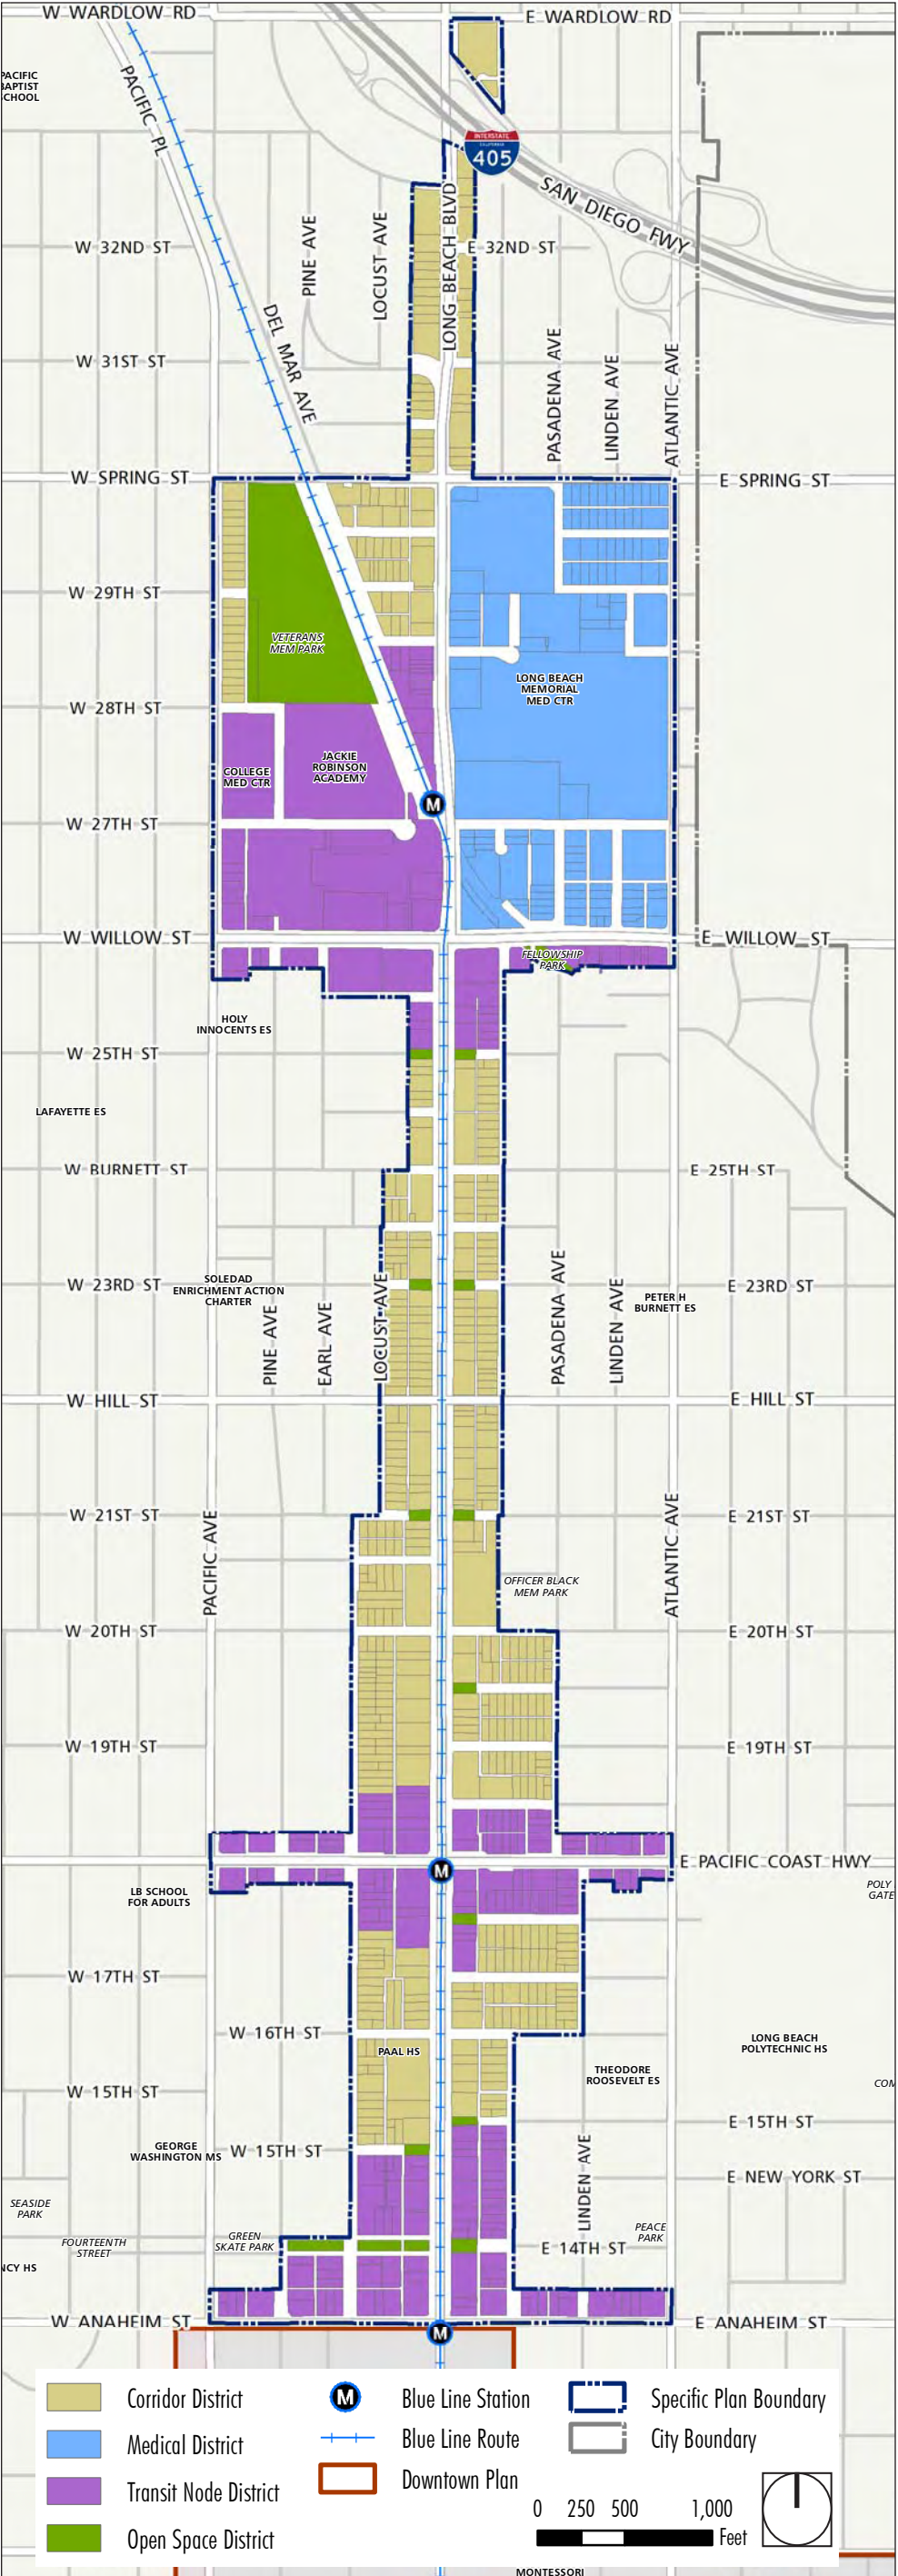 W WARDLOW RD
E WARDLOW RD
PACIFIC
BAPTIST
SCHOOL
PACIFIC PL
INTERSTATE
CALIFORNIA
405
SAN DIEGO FWY
W 32ND ST
PINE AVE
LOCUST AVE
LONG BEACH BLVD
E 32ND ST
DEL MAR AVE
W 31ST ST
PASADENA AVE
LINDEN AVE
ATLANTIC AVE
W SPRING ST
E SPRING ST
W 29TH ST
VETERANS
MEM PARK
LONG BEACH
MEMORIAL
MED CTR
W 28TH ST
COLLEGE
MED CTR
JACKIE
ROBINSON
ACADEMY
M
W 27TH ST
W WILLOW ST
E WILLOW ST
FELLOWSHIP
PARK
HOLY
INNOCENTS ES
W 25TH ST
LAFAYETTE ES
W BURNETT ST
E 25TH ST
W 23RD ST
SOLEDAD
ENRICHMENT ACTION
CHARTER
PINE AVE
EARL AVE
LOCUST AVE
PASADENA AVE
LINDEN AVE
E 23RD ST
PETER H
BURNETT ES
W HILL ST
E HILL ST
W 21ST ST
E 21ST ST
PACIFIC AVE
ATLANTIC AVE
OFFICER BLACK
MEM PARK
W 20TH ST
E 20TH ST
W 19TH ST
E 19TH ST
E PACIFIC COAST HWY
M
LB SCHOOL
FOR ADULTS
POLY
GATE
W 17TH ST
W 16TH ST
PAAL HS
LONG BEACH
POLYTECHNIC HS
THEODORE
ROOSEVELT ES
COM
W 15TH ST
E 15TH ST
GEORGE
WASHINGTON MS
W 15TH ST
LINDEN AVE
E NEW YORK ST
SEASIDE
PARK
FOURTEENTH
STREET
GREEN
SKATE PARK
PEACE
PARK
E 14TH ST
NCY HS
W ANAHEIM ST
E ANAHEIM ST
M
Corridor District
Medical District
Transit Node District
Open Space District
M
Blue Line Station
Blue Line Route
Downtown Plan
Specific Plan Boundary
City Boundary
0 250 500 1,000
Feet
MONTESSORI